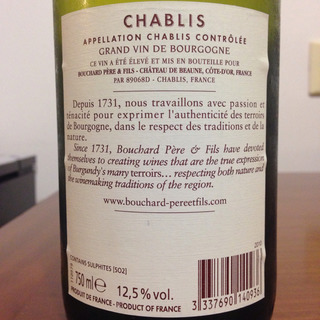 CHABLIS
APPELLATION CHABLIS CONTRÔLÉE
GRAND VIN DE BOURGOGNE
CE VIN A ÉTÉ ÉLEVÉ ET MIS EN BOUTEILLE POUR
BOUCHARD PÈRE & FILS - CHÂTEAU DE BEAUNE, CÔTE-D'OR, FRANCE
PAR 89068D - CHABLIS, FRANCE
Depuis 1731, nous travaillons avec passion et
ténacité pour exprimer l'authenticité des terroirs
de Bourgogne, dans le respect des traditions et de la
nature.
Since 1731, Bouchard Père & Fils have devoted
themselves to creating wines that are the true expression
of Burgundy's many terroirs... respecting both nature and
the winemaking traditions of the region.
www.bouchard-pereetfils.com
CONTAINS SULPHITES [SO2]
750 ml e 12,5% vol.
PRODUIT DE FRANCE - PRODUCT OF FRANCE
3 337690 140936